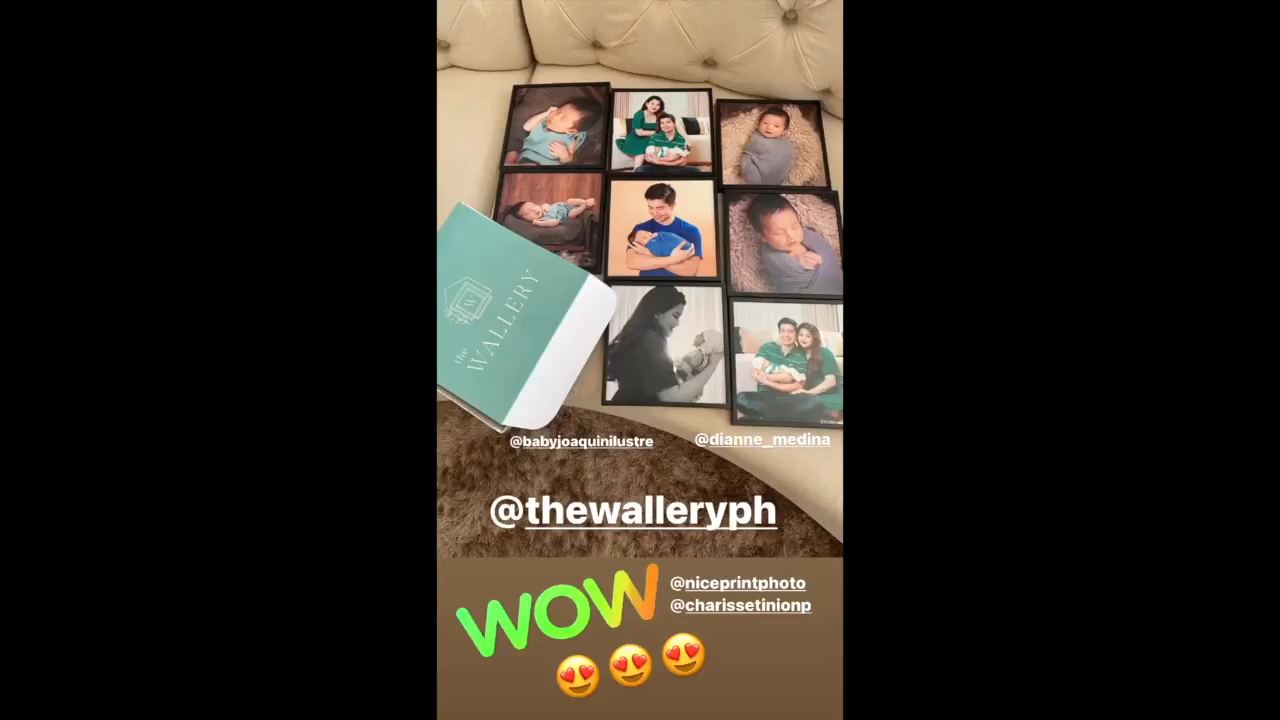 W
the
WALLERY
@babyjoaquinilustre
@dianne_medina
@thewalleryph
WOW
@niceprintphoto
@charissetinionp